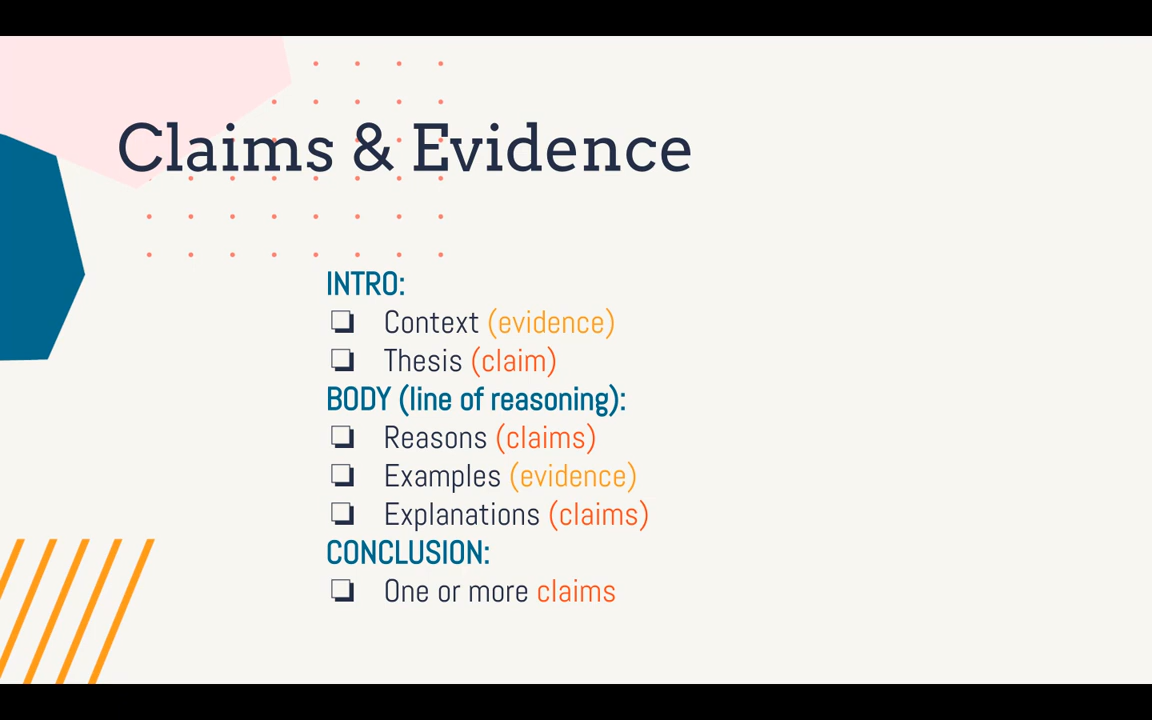 Claims & Evidence
INTRO:
❏ Context (evidence)
❏ Thesis (claim)
BODY (line of reasoning):
❏ Reasons (claims)
❏ Examples (evidence)
❏ Explanations (claims)
CONCLUSION:
❏ One or more claims